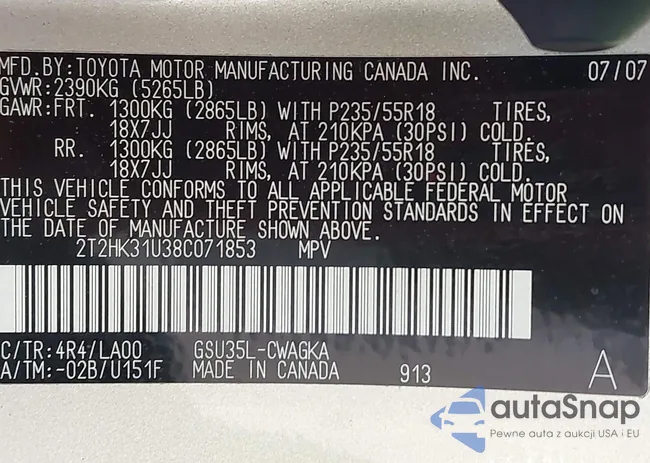 MFD.BY:TOYOTA MOTOR MANUFACTURING CANADA INC. 07/07
GVWR:2390KG (5265LB)
GAWR:FRT. 1300KG (2865LB) WITH P235/55R18 TIRES,
18X7JJ RIMS, AT 210KPA (30PSI) COLD.
RR. 1300KG (2865LB) WITH P235/55R18 TIRES,
18X7JJ RIMS, AT 210KPA (30PSI) COLD.
THIS VEHICLE CONFORMS TO ALL APPLICABLE FEDERAL MOTOR
VEHICLE SAFETY AND THEFT PREVENTION STANDARDS IN EFFECT ON
THE DATE OF MANUFACTURE SHOWN ABOVE.
2T2HK31U38C071853 MPV
C/TR:4R4/LA00 GSU35L-CWAGKA
A/TM:-02B/U151F MADE IN CANADA 913 A
autaSnap
Pewne auta z aukcji USA i EU